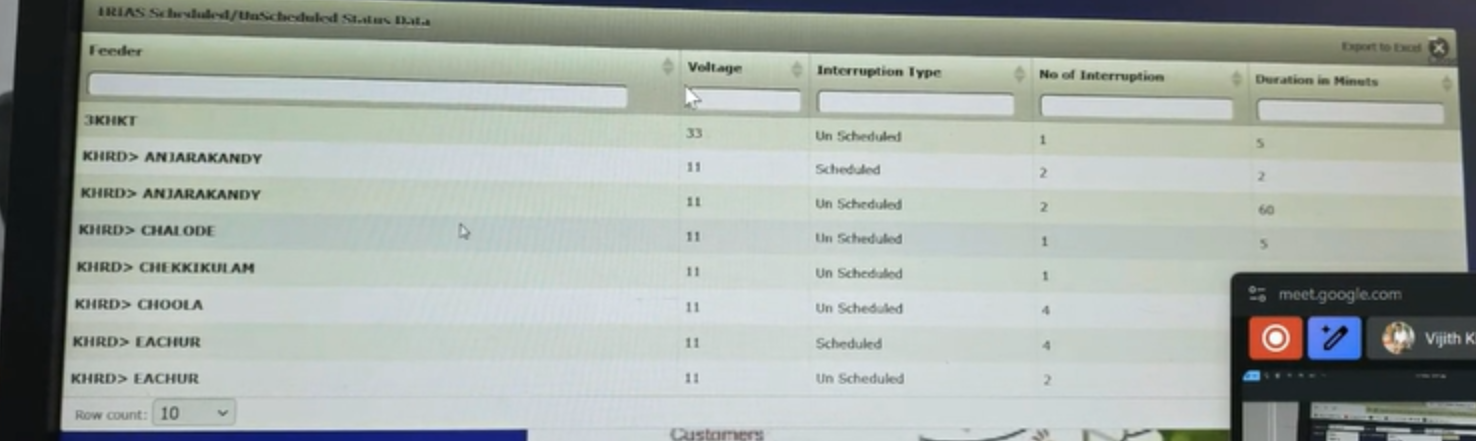 IRIAS Scheduled/UnScheduled Status Data
Export to Excel
Feeder Voltage Interruption Type No of Interruption Duration in Minuts
3KHKT 33 Un Scheduled 1 5
KHRD> ANJARAKANDY 11 Scheduled 2 2
KHRD> ANJARAKANDY 11 Un Scheduled 2 60
KHRD> CHALODE 11 Un Scheduled 1 5
KHRD> CHEKKIKULAM 11 Un Scheduled 1
KHRD> CHOOLA 11 Un Scheduled 4
KHRD> EACHUR 11 Scheduled 4
KHRD> EACHUR 11 Un Scheduled 2
Row count: 10
Customers
meet.google.com
Vijith K